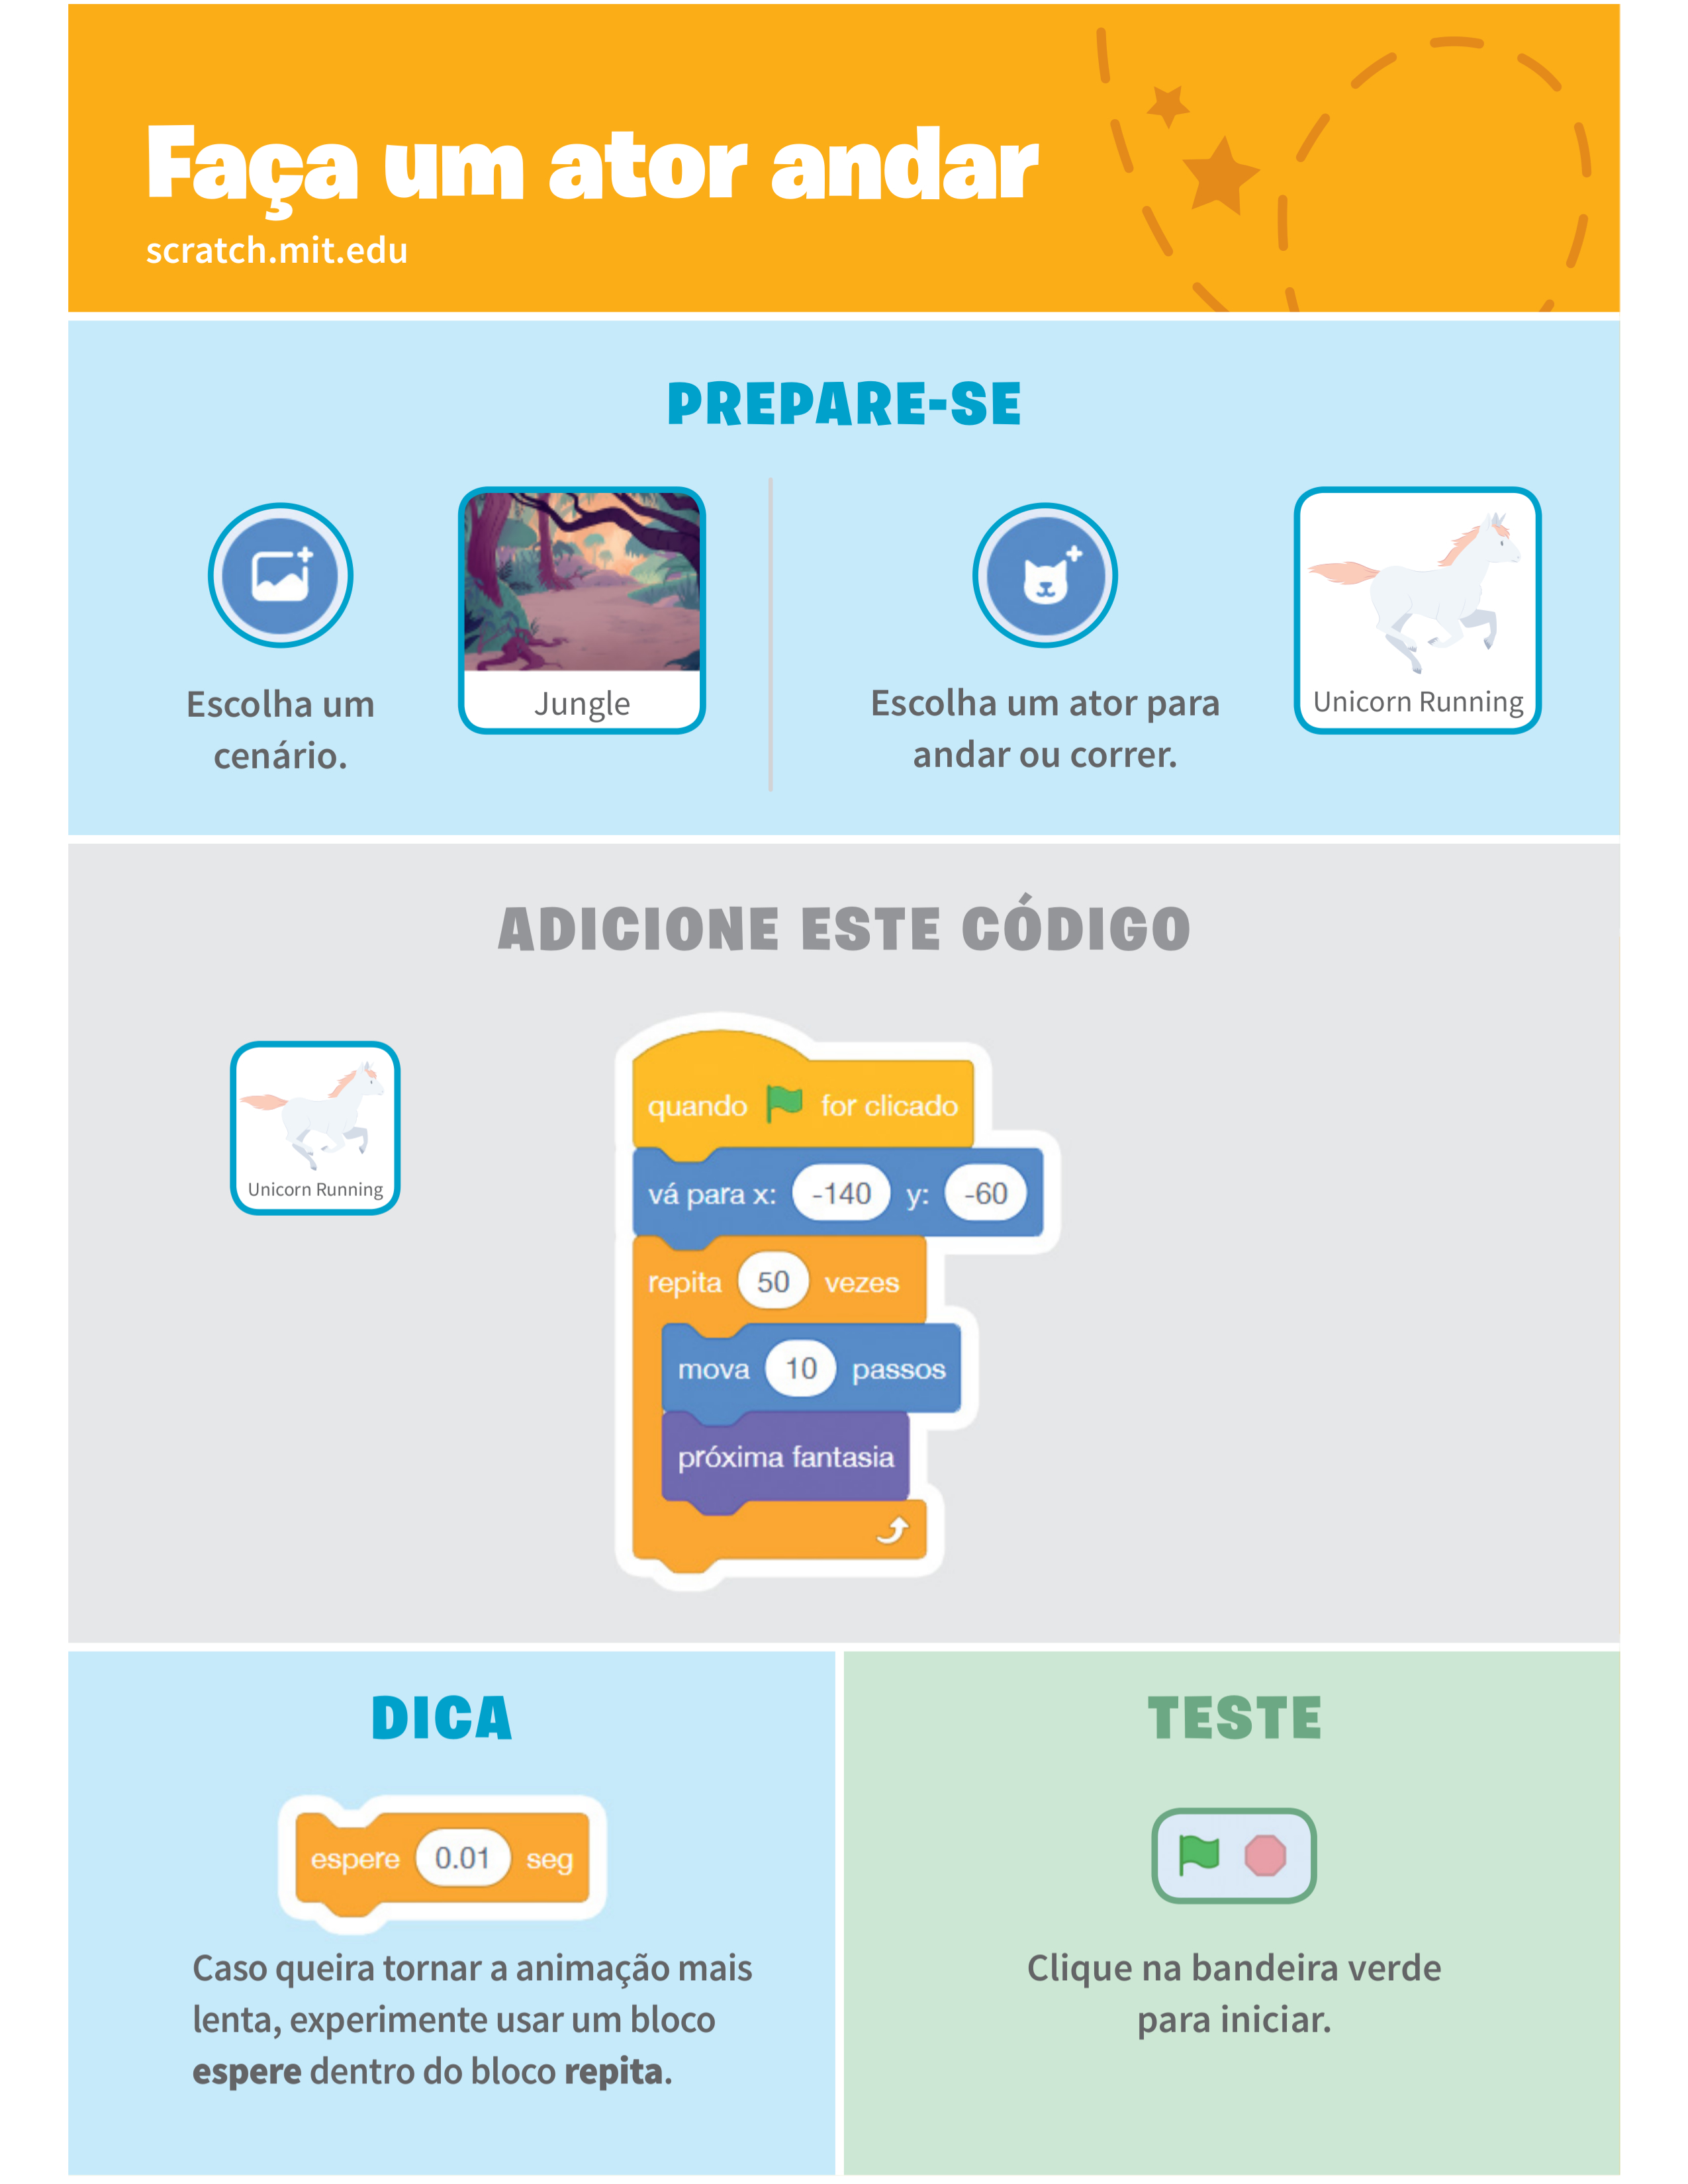 Faça um ator andar
scratch.mit.edu
PREPARE-SE
Escolha um
cenário.
Jungle
Escolha um ator para
andar ou correr.
Unicorn Running
ADICIONE ESTE CÓDIGO
Unicorn Running
quando for clicado
vá para x: -140 y: -60
repita 50 vezes
mova 10 passos
próxima fantasia
DICA
espere 0.01 seg
Caso queira tornar a animação mais
lenta, experimente usar um bloco
espere dentro do bloco repita.
TESTE
Clique na bandeira verde
para iniciar.